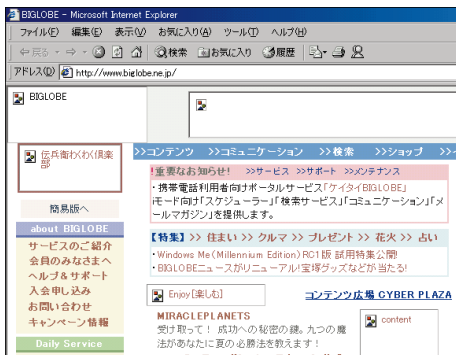 BIGLOBE - Microsoft Internet Explorer
ファイル(F) 編集(E) 表示(V) お気に入り(A) ツール(T) ヘルプ(H)
戻る 検索 お気に入り 履歴
アドレス(D) http://www.biglobe.ne.jp/
BIGLOBE
伝兵衛わくわく倶楽部
>>コンテンツ >>コミュニケーション >>検索 >>ショップ >>
!重要なお知らせ! >>サービス >>サポート >>メンテナンス
・携帯電話利用者向けポータルサービス「ケイタイBIGLOBE」
iモード向け「スケジューラー」「検索サービス」「コミュニケーション」「メ
ールマガジン」を提供します。
簡易版へ
about BIGLOBE
サービスのご紹介
会員のみなさまへ
ヘルプ&サポート
入会申し込み
お問い合わせ
キャンペーン情報
Daily Service
【特集】>> 住まい >> クルマ >> プレゼント >> 花火 >> 占い
・Windows Me（Millennium Edition）RC1版 試用特集公開!
・BIGLOBEニュースがリニューアル!宝塚グッズなどが当たる!
Enjoy[楽しむ]
コンテンツ広場 CYBER PLAZA
MIRACLEPLANETS
受け取って！ 成功への秘密の鍵。九つの魔
法があなたに夏の必勝法を教えます！
content